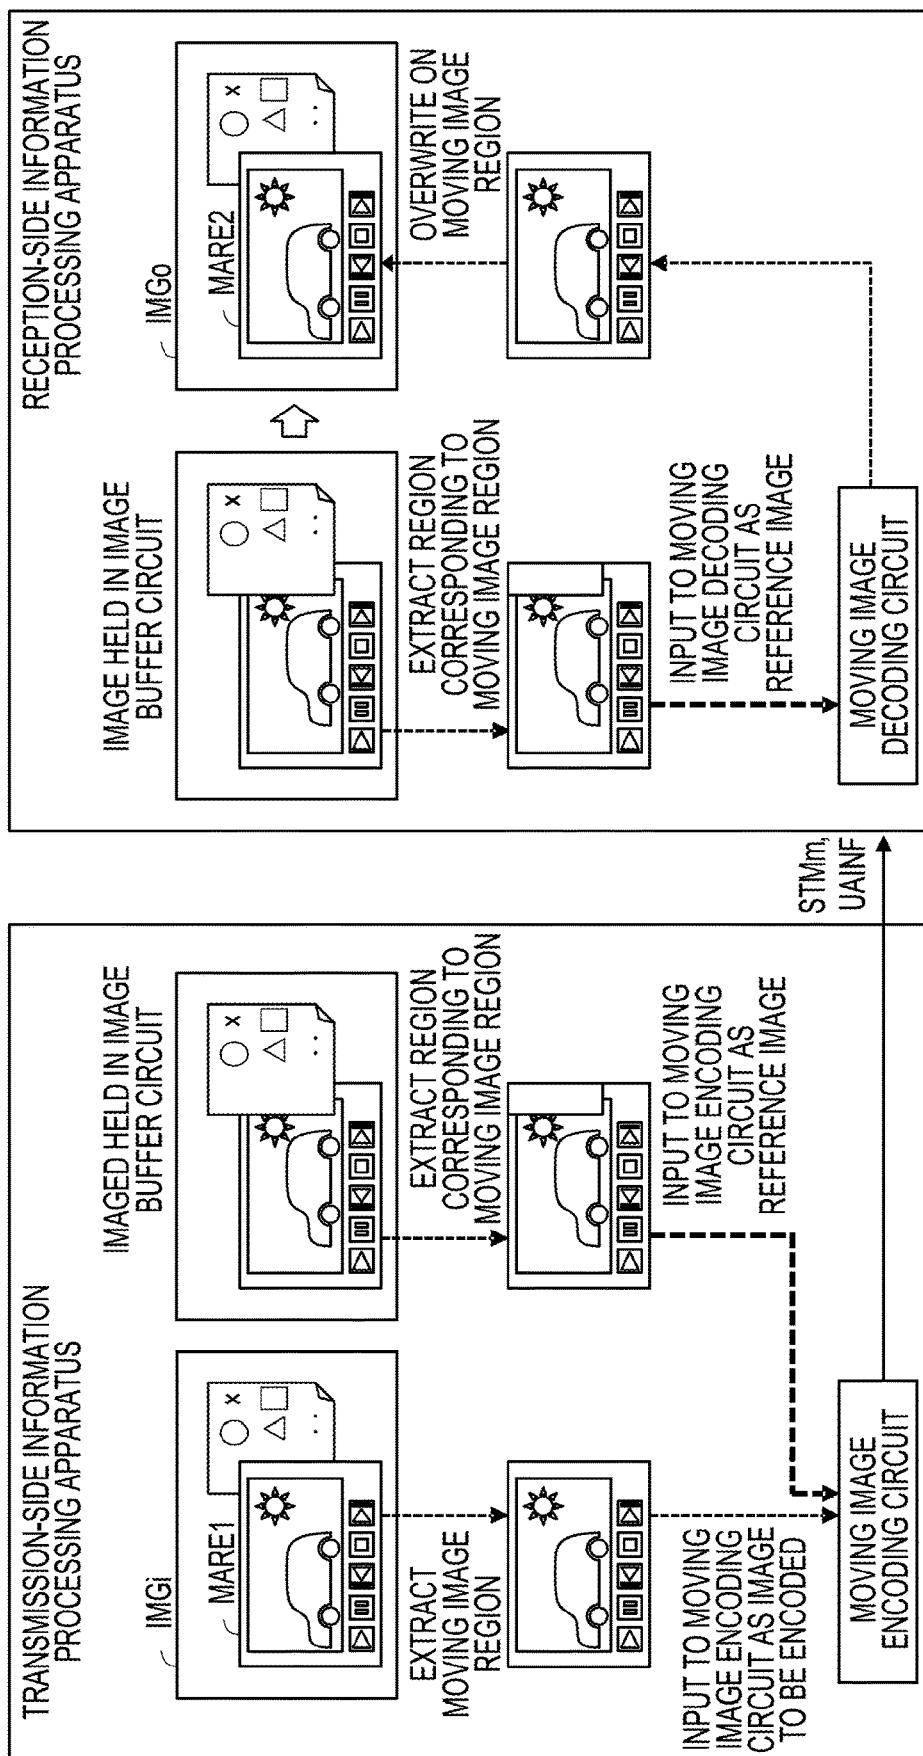 TRANSMISSION-SIDE INFORMATION
PROCESSING APPARATUS
IMGi
MARE1
EXTRACT
MOVING IMAGE
REGION
INPUT TO MOVING
IMAGE ENCODING
CIRCUIT AS IMAGE
TO BE ENCODED
MOVING IMAGE
ENCODING CIRCUIT
IMAGED HELD IN IMAGE
BUFFER CIRCUIT
EXTRACT REGION
CORRESPONDING TO
MOVING IMAGE REGION
INPUT TO MOVING
IMAGE ENCODING
CIRCUIT AS
REFERENCE IMAGE
STMm,
UAINF
RECEPTION-SIDE INFORMATION
PROCESSING APPARATUS
IMAGE HELD IN IMAGE
BUFFER CIRCUIT
EXTRACT REGION
CORRESPONDING TO
MOVING IMAGE REGION
INPUT TO MOVING
IMAGE DECODING
CIRCUIT AS
REFERENCE IMAGE
MOVING IMAGE
DECODING CIRCUIT
IMGo
MARE2
OVERWRITE ON
MOVING IMAGE
REGION